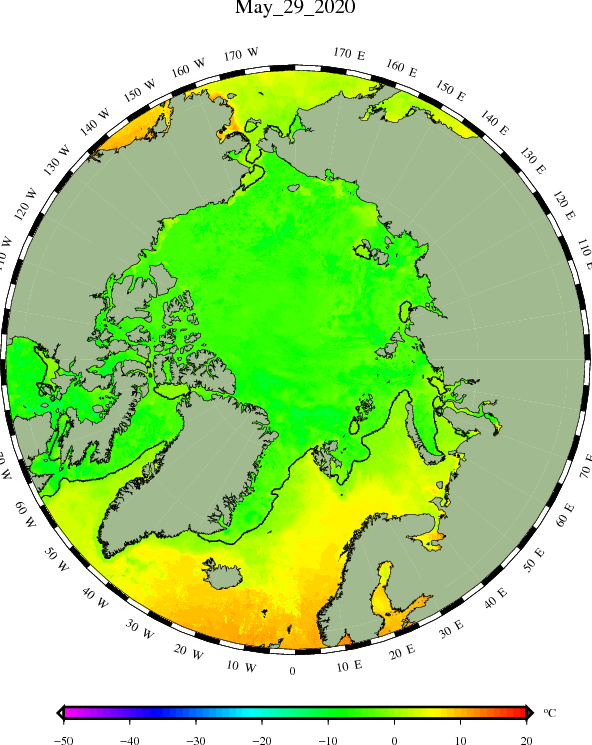 May_29_2020
170 W
170 E
160 W
160 E
150 W
150 E
140 W
140 E
130 W
130 E
120 W
120 E
110 E
70 E
60 W
60 E
50 W
50 E
40 W
40 E
30 W
30 E
20 W
20 E
10 W
10 E
0
°C
−50 −40 −30 −20 −10 0 10 20